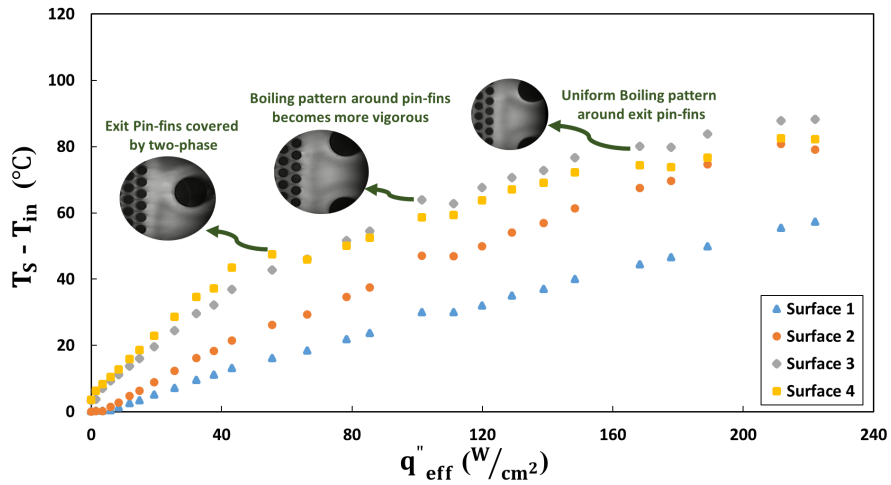 120
100
80
60
40
20
0
T_S - T_in (°C)
Exit Pin-fins covered
by two-phase
Boiling pattern around pin-fins
becomes more vigorous
Uniform Boiling pattern
around exit pin-fins
Surface 1
Surface 2
Surface 3
Surface 4
0 40 80 120 160 200 240
q"eff (W/cm²)